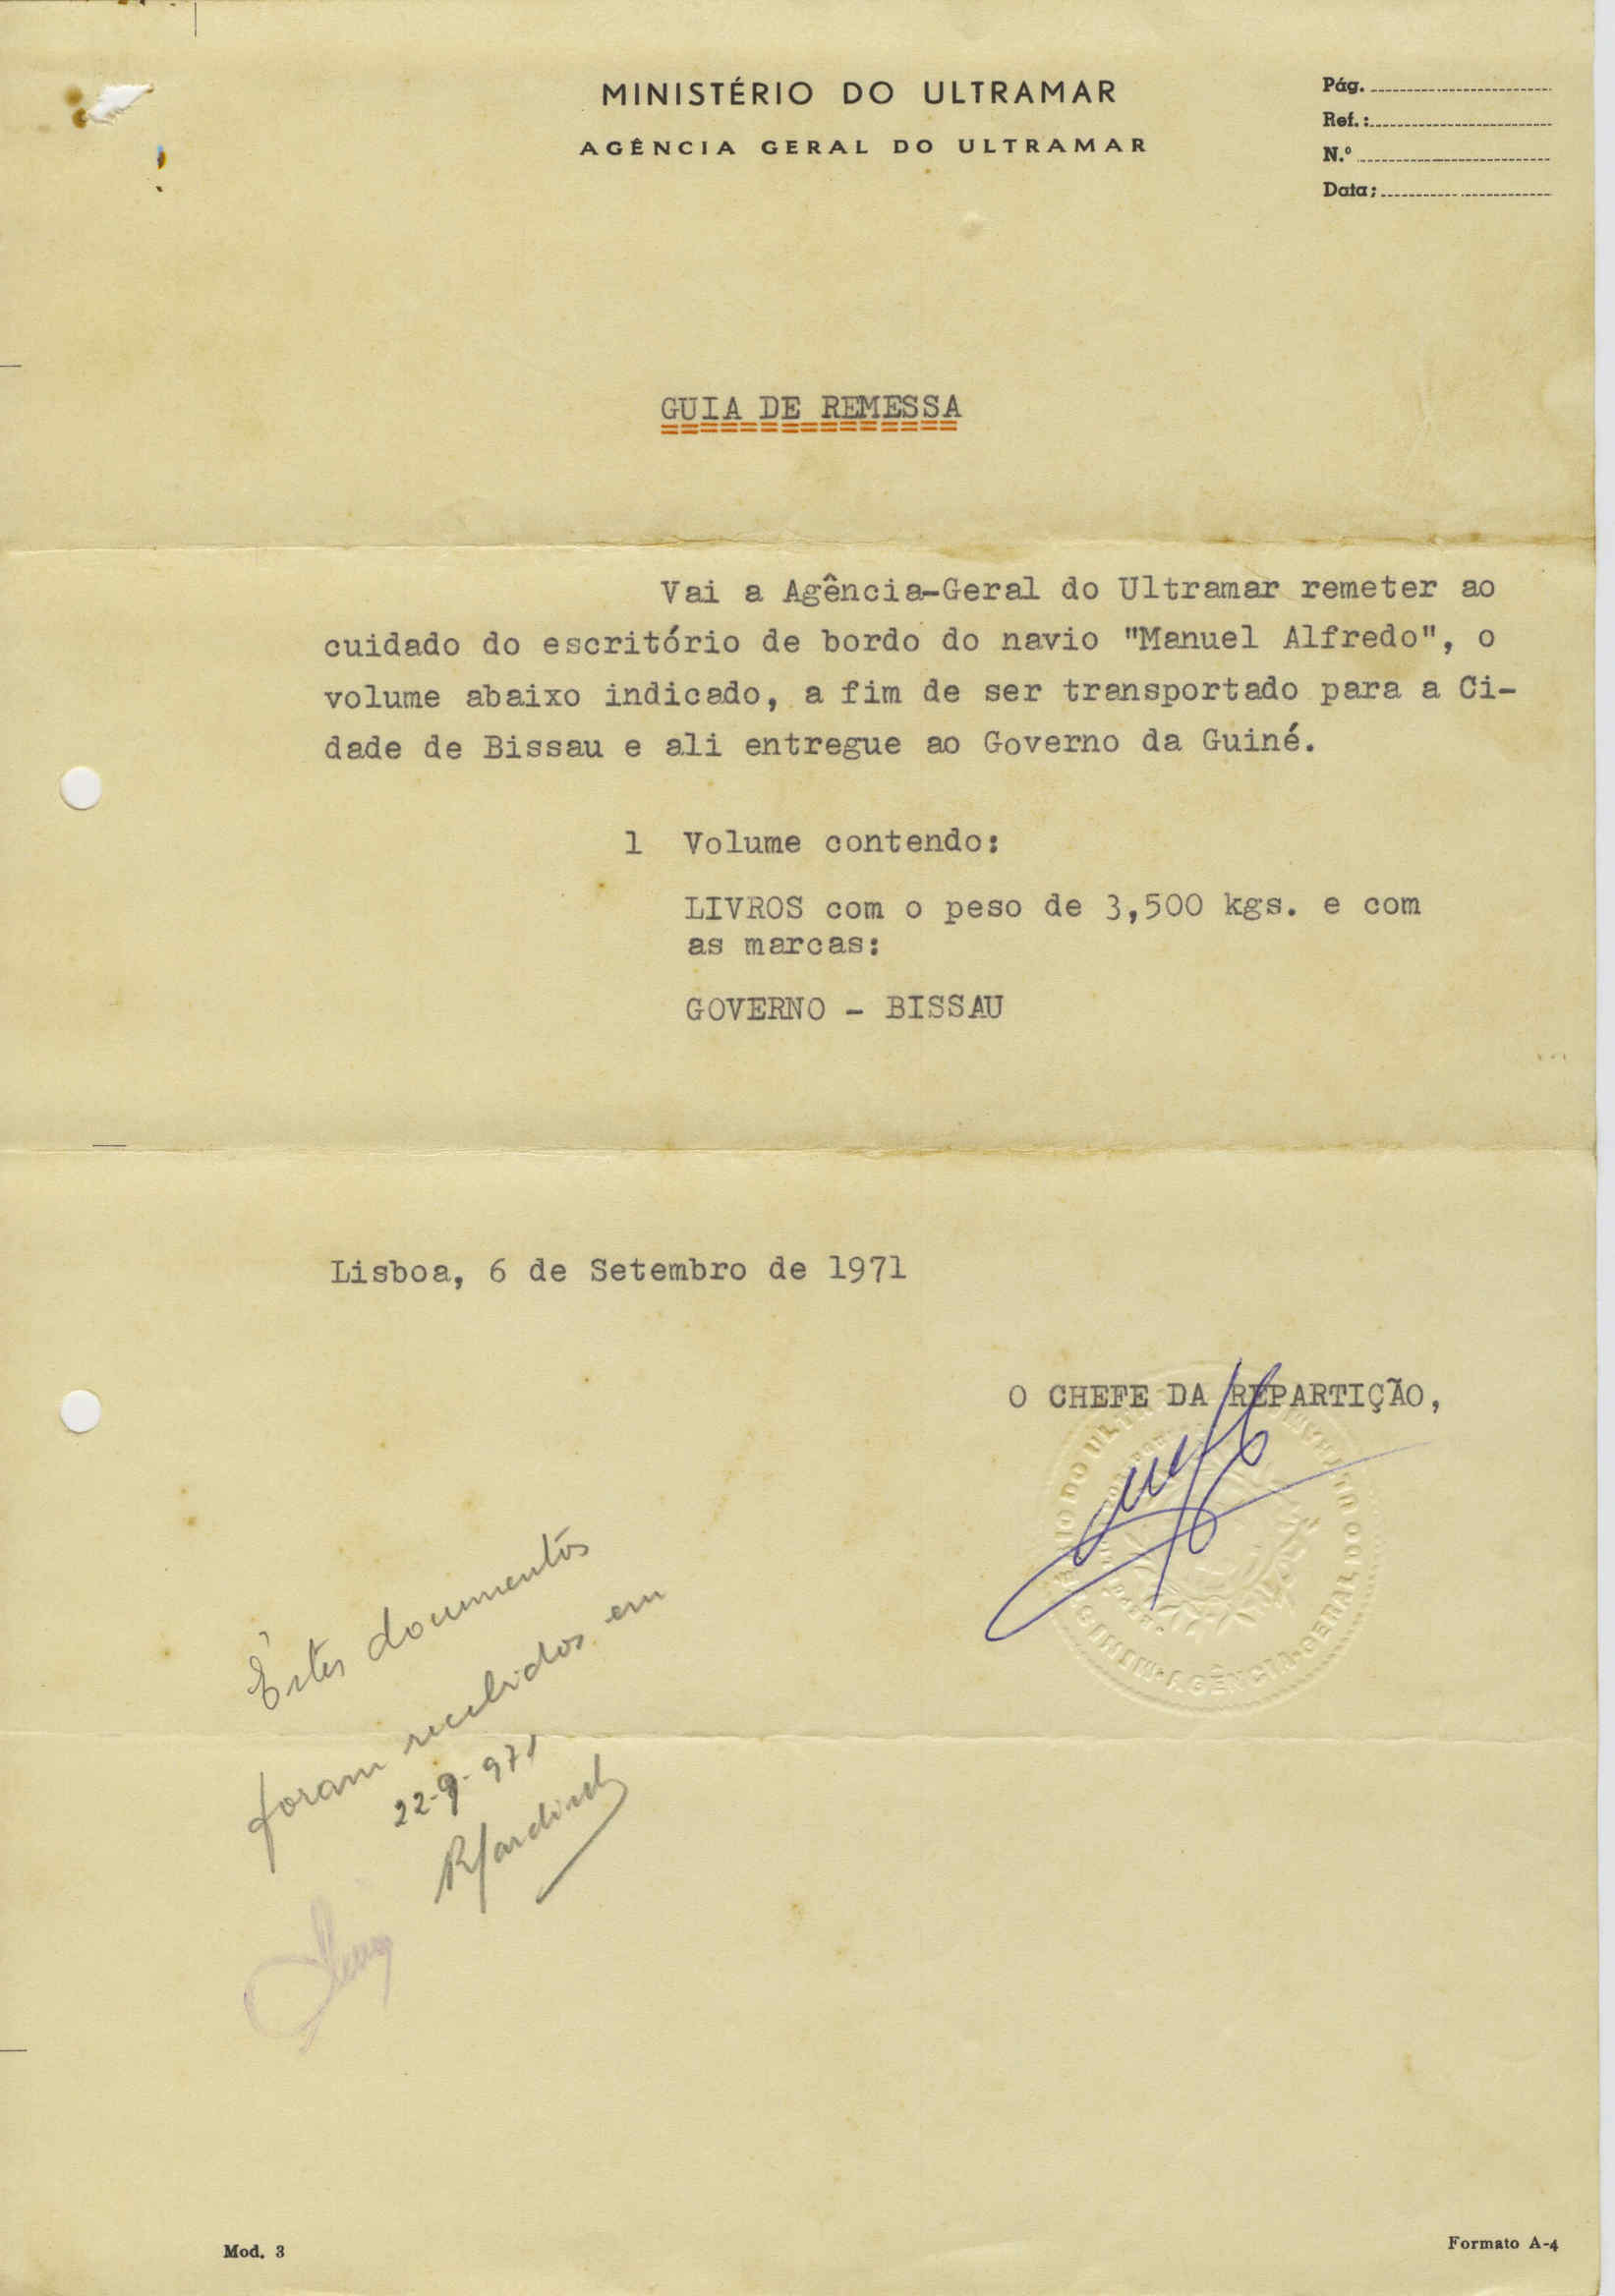 MINISTÉRIO DO ULTRAMAR
AGÊNCIA GERAL DO ULTRAMAR
Pág.
Ref.:
N.º
Data:
GUIA DE REMESSA
Vai a Agência-Geral do Ultramar remeter ao
cuidado do escritório de bordo do navio "Manuel Alfredo", o
volume abaixo indicado, a fim de ser transportado para a Ci-
dade de Bissau e ali entregue ao Governo da Guiné.
1 Volume contendo:
LIVROS com o peso de 3,500 kgs. e com
as marcas:
GOVERNO - BISSAU
Lisboa, 6 de Setembro de 1971
O CHEFE DA REPARTIÇÃO,
AGÊNCIA-GERAL DO ULTRAMAR
Êstes documentos
foram recebidos em
22-9-971
Mod. 3
Formato A-4